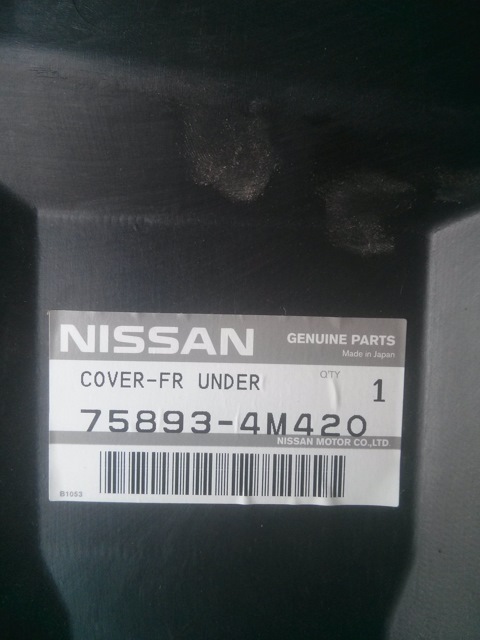 NISSAN
GENUINE PARTS
Made in Japan
COVER-FR UNDER
Q'TY
1
75893-4M420
NISSAN MOTOR CO.,LTD
B1053